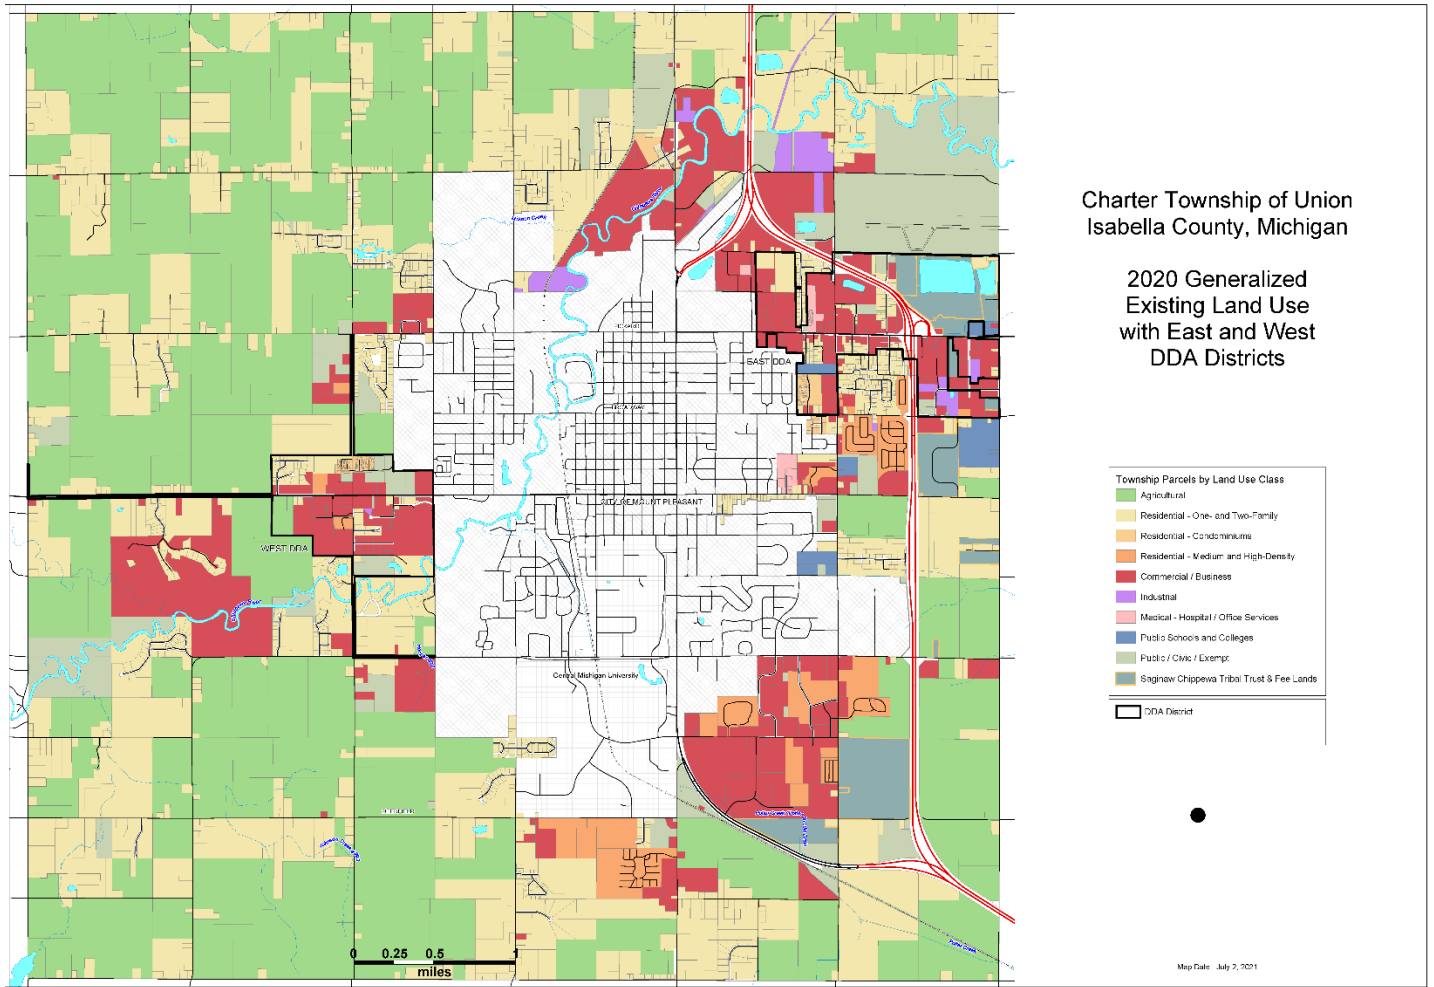 Charter Township of Union
Isabella County, Michigan
2020 Generalized
Existing Land Use
with East and West
DDA Districts
Township Parcels by Land Use Class
Agricultural
Residential - One- and Two-Family
Residential - Condominiums
Residential - Medium and High-Density
Commercial / Business
Industrial
Medical - Hospital / Office Services
Public Schools and Colleges
Public / Civic / Exempt
Saginaw Chippewa Tribal Trust & Fee Lands
DDA District
EAST DDA
CITY OF MOUNT PLEASANT
WEST DDA
Central Michigan University
0 0.25 0.5 1
miles
Map Date: July 2, 2021